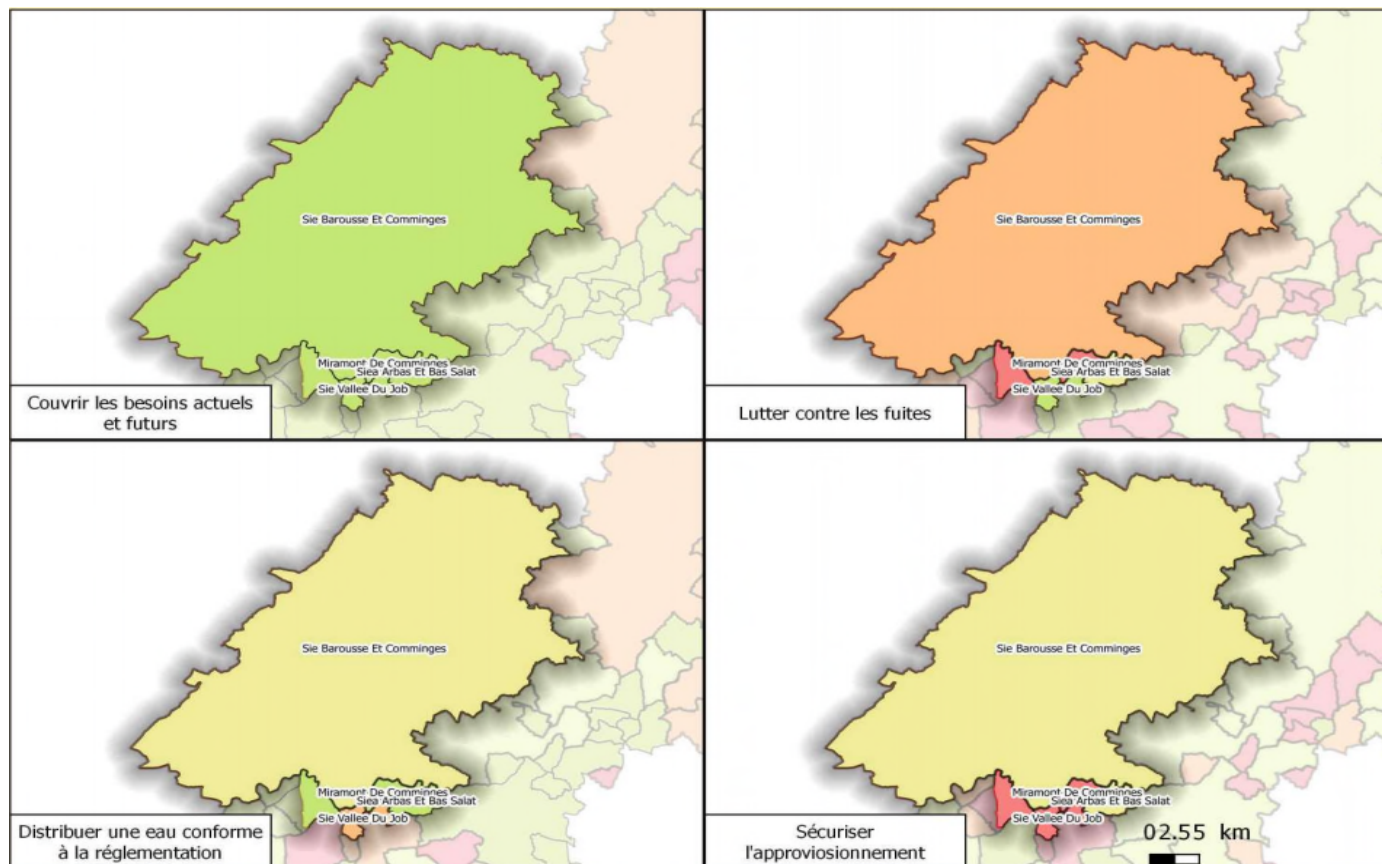 Sie Barousse Et Comminges
Miramont De Comminges
Siea Arbas Et Bas Salat
Sie Vallee Du Job
Couvrir les besoins actuels
et futurs
Sie Barousse Et Comminges
Miramont De Comminges
Siea Arbas Et Bas Salat
Sie Vallee Du Job
Lutter contre les fuites
Sie Barousse Et Comminges
Miramont De Comminges
Siea Arbas Et Bas Salat
Sie Vallee Du Job
Distribuer une eau conforme
à la réglementation
Sie Barousse Et Comminges
Miramont De Comminges
Siea Arbas Et Bas Salat
Sie Vallee Du Job
Sécuriser
l'approviosionnement
02.55 km